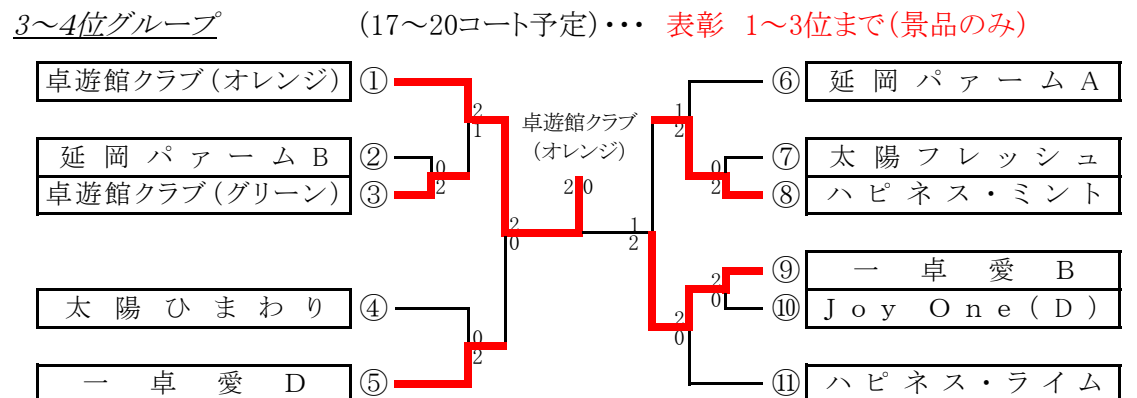 3～4位グループ (17～20コート予定)・・・ 表彰 1～3位まで(景品のみ)
卓遊館クラブ(オレンジ) ①
2
1
延岡パァームB ②
0
2
卓遊館クラブ(グリーン) ③
2
0
太陽ひまわり ④
0
2
一卓愛D ⑤
卓遊館クラブ
(オレンジ)
2 0
⑥ 延岡パァームA
1
2
⑦ 太陽フレッシュ
0
2
⑧ ハピネス・ミント
1
2
⑨ 一卓愛B
2
0
⑩ Joy One(D)
2
0
⑪ ハピネス・ライム